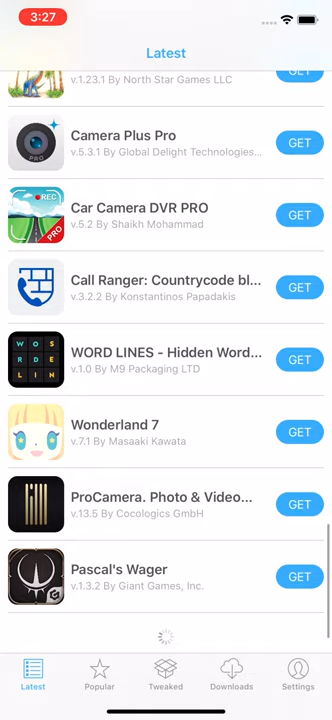 3:27
Latest
v.1.23.1 By North Star Games LLC
GET
Camera Plus Pro
v.5.3.1 By Global Delight Technologies...
GET
PRO
Car Camera DVR PRO
v.5.2 By Shaikh Mohammad
GET
REC
PRO
Call Ranger: Countrycode bl...
v.3.2.2 By Konstantinos Papadakis
GET
WORD LINES - Hidden Word...
v.1.0 By M9 Packaging LTD
GET
W O S
R D E
L I N
Wonderland 7
v.7.1 By Masaaki Kawata
GET
ProCamera. Photo & Video...
v.13.5 By Cocologics GmbH
GET
Pascal's Wager
v.1.3.2 By Giant Games, Inc.
GET
Latest
Popular
Tweaked
Downloads
Settings